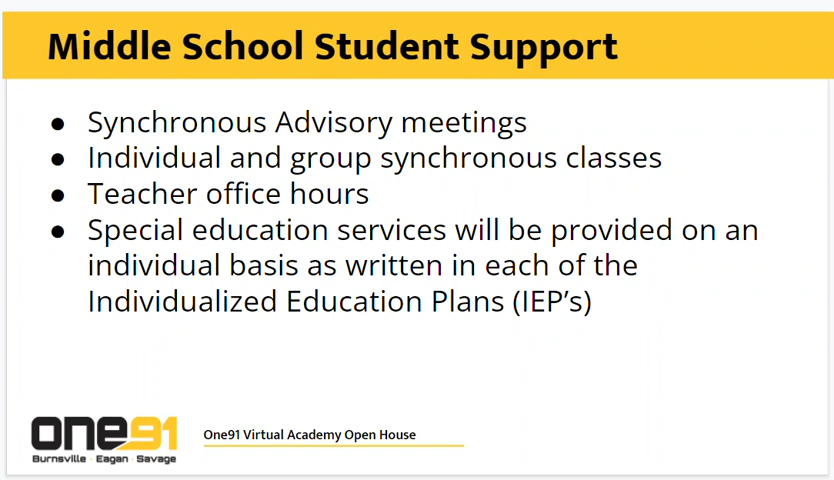 Middle School Student Support
● Synchronous Advisory meetings
● Individual and group synchronous classes
● Teacher office hours
● Special education services will be provided on an
individual basis as written in each of the
Individualized Education Plans (IEP’s)
one91
Burnsville · Eagan · Savage
One91 Virtual Academy Open House